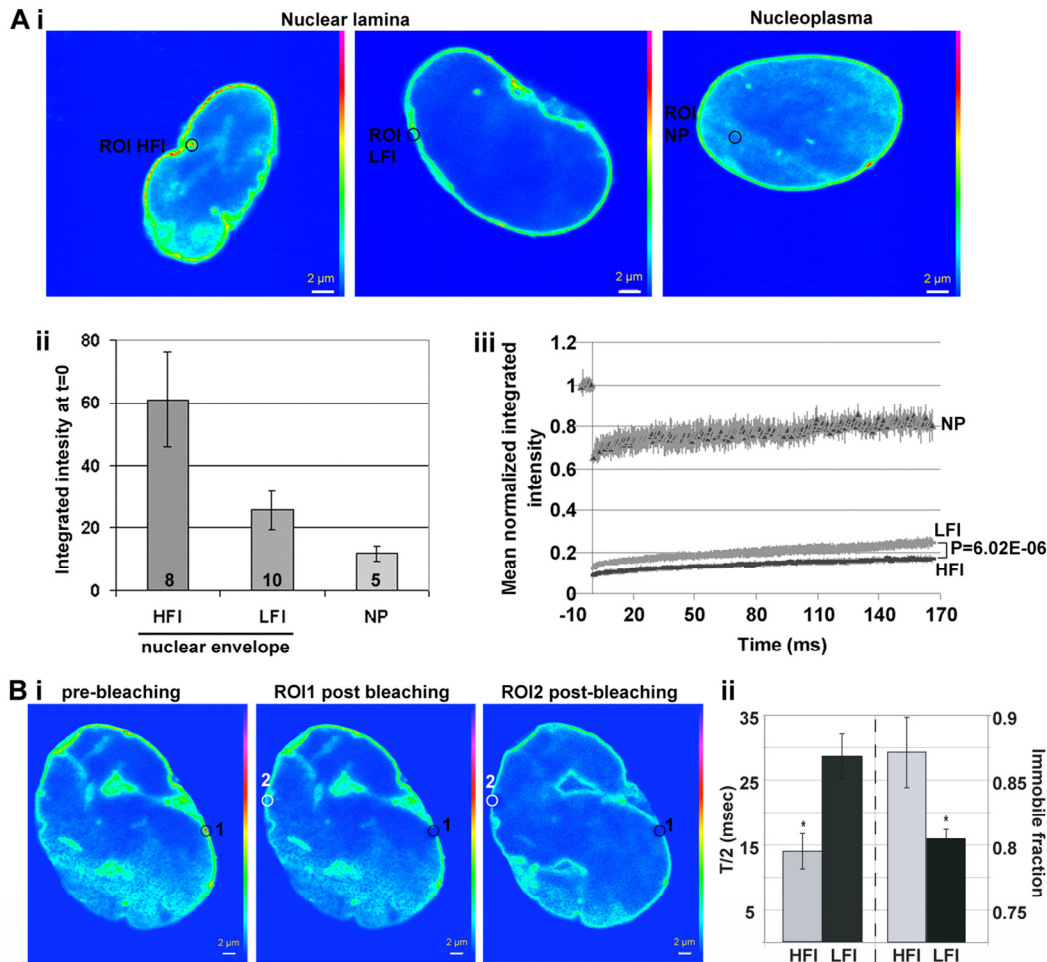 A i
Nuclear lamina
Nucleoplasma
ROI HFI
2 µm
ROI
LFI
2 µm
ROI
NP
2 µm
ii
Integrated intesity at t=0
80
60
40
20
0
8
10
5
HFI
LFI
NP
nuclear envelope
iii
Mean normalized integrated
intensity
1.2
1
0.8
0.6
0.4
0.2
0
NP
LFI
P=6.02E-06
HFI
-10
20
50
80
110
140
170
Time (ms)
B i
pre-bleaching
ROI1 post bleaching
ROI2 post-bleaching
1
2 µm
2
1
2 µm
2
1
2 µm
ii
T/2 (msec)
35
25
15
5
*
*
0.9
0.85
0.8
0.75
Immobile fraction
HFI
LFI
HFI
LFI